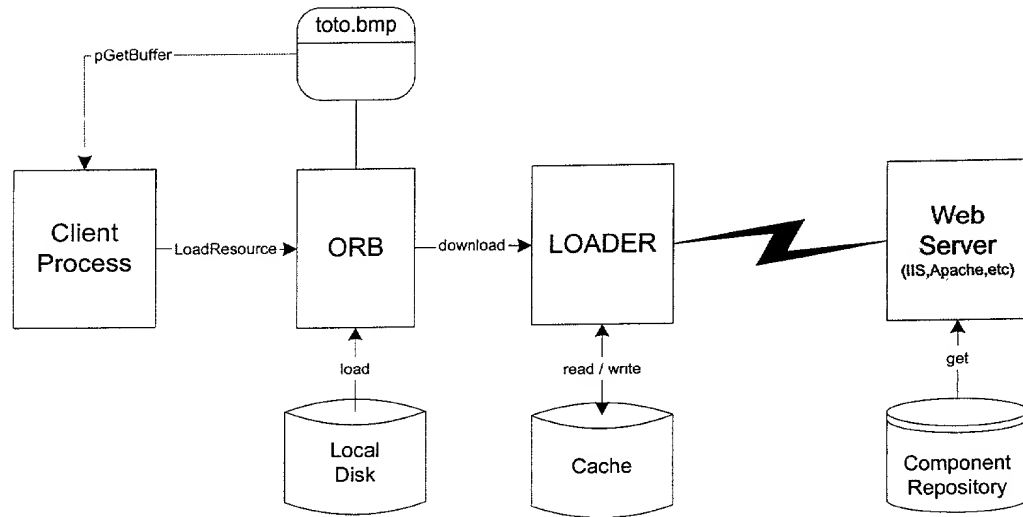 toto.bmp
pGetBuffer
Client
Process
LoadResource
ORB
download
LOADER
Web
Server
(IIS,Apache,etc)
load
read / write
get
Local
Disk
Cache
Component
Repository